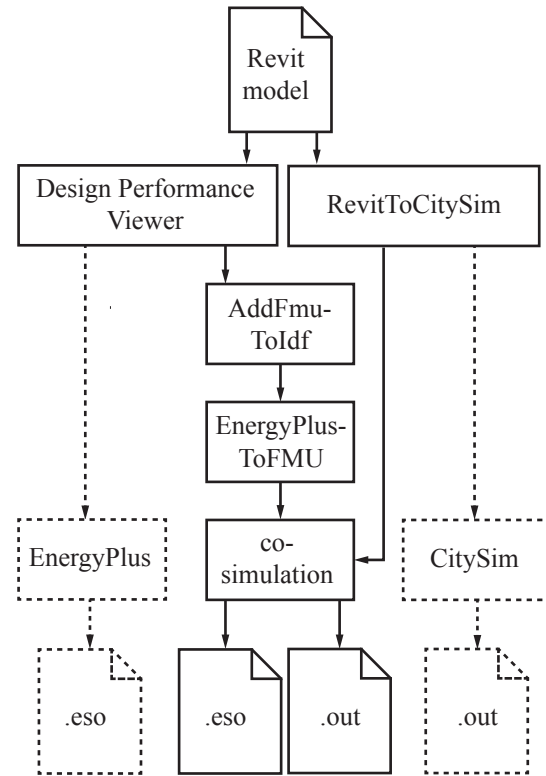 Revit
model
Design Performance
Viewer
RevitToCitySim
AddFmu-
ToIdf
EnergyPlus-
ToFMU
EnergyPlus
co-
simulation
CitySim
.eso
.eso
.out
.out